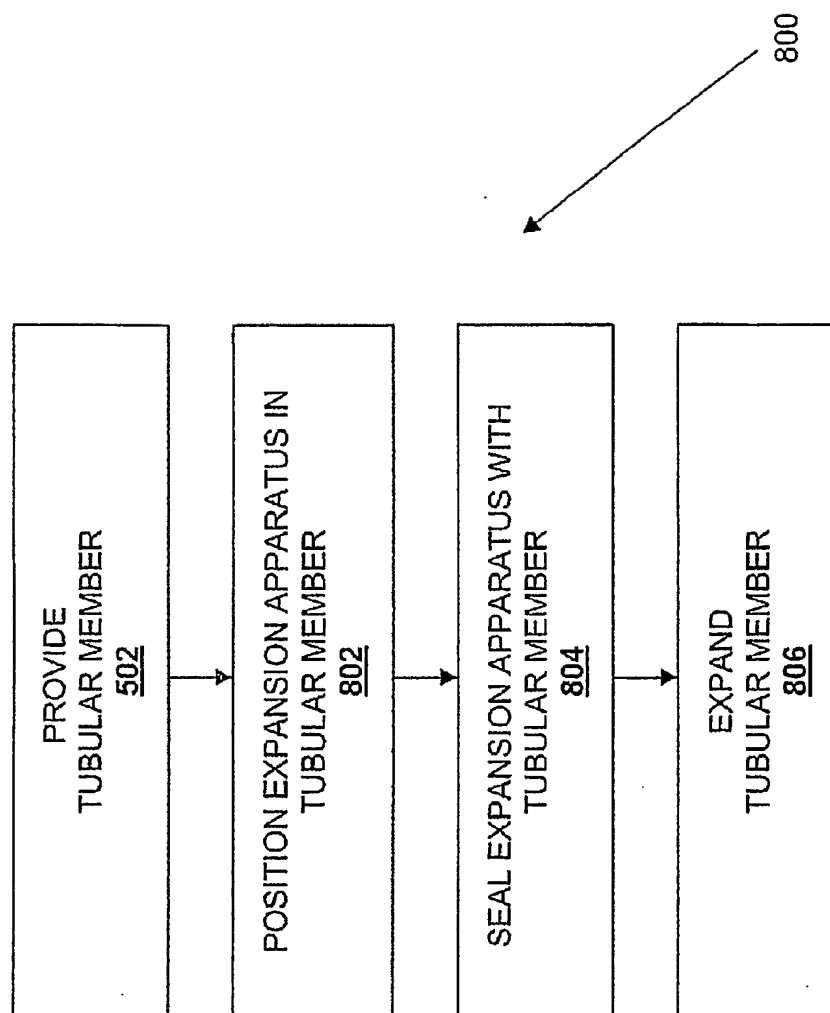 PROVIDE
TUBULAR MEMBER
502
POSITION EXPANSION APPARATUS IN
TUBULAR MEMBER
802
SEAL EXPANSION APPARATUS WITH
TUBULAR MEMBER
804
EXPAND
TUBULAR MEMBER
806
800